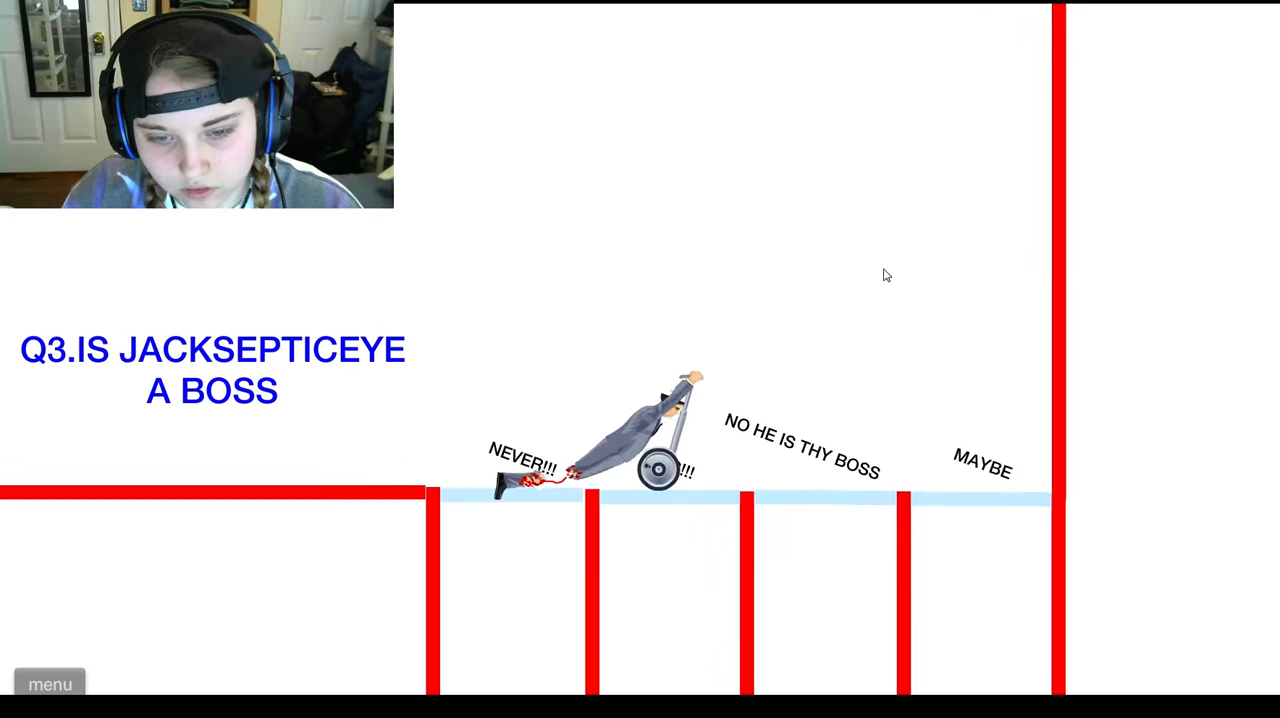 Q3.IS JACKSEPTICEYE
A BOSS
NEVER!!!
!!!
NO HE IS THY BOSS
MAYBE
menu